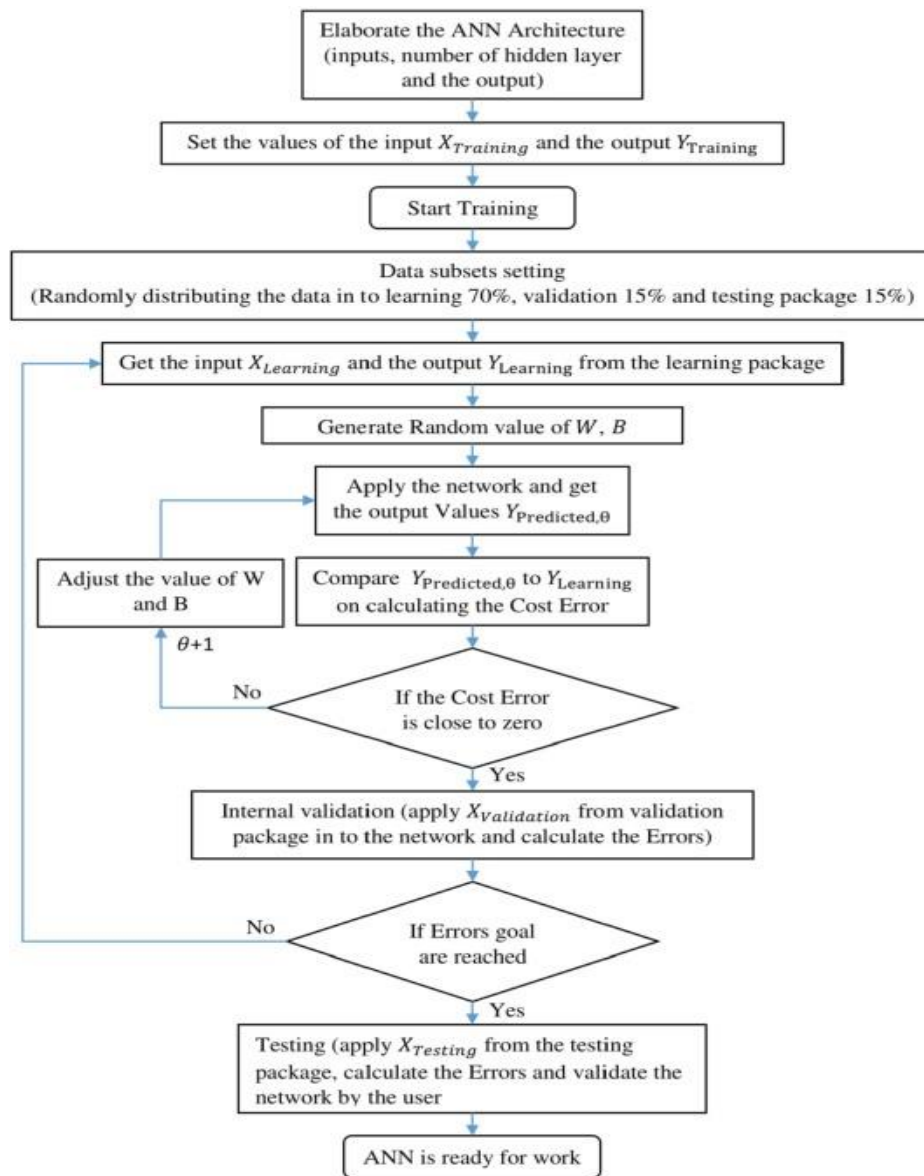 Elaborate the ANN Architecture
(inputs, number of hidden layer
and the output)
Set the values of the input X_Training and the output Y_Training
Start Training
Data subsets setting
(Randomly distributing the data in to learning 70%, validation 15% and testing package 15%)
Get the input X_Learning and the output Y_Learning from the learning package
Generate Random value of W, B
Apply the network and get
the output Values Y_Predicted,θ
Adjust the value of W
and B
Compare Y_Predicted,θ to Y_Learning
on calculating the Cost Error
θ+1
No
If the Cost Error
is close to zero
Yes
Internal validation (apply X_Validation from validation
package in to the network and calculate the Errors)
No
If Errors goal
are reached
Yes
Testing (apply X_Testing from the testing
package, calculate the Errors and validate the
network by the user
ANN is ready for work